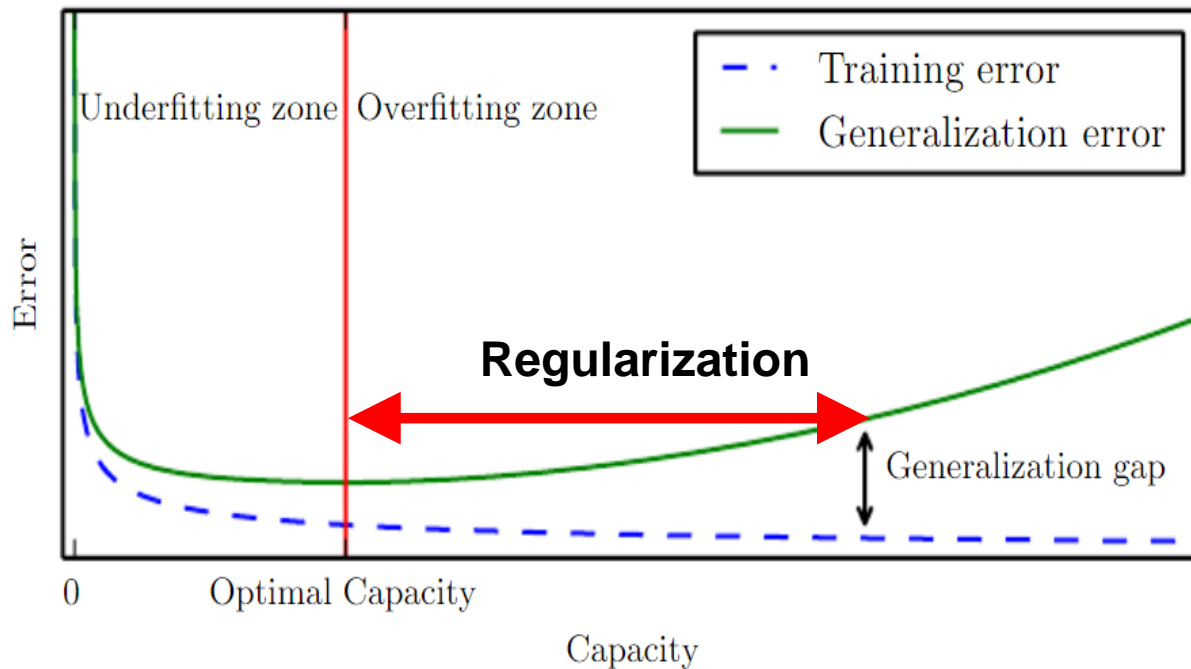 Training error
Generalization error
Underfitting zone
Overfitting zone
Error
Regularization
Generalization gap
0
Optimal Capacity
Capacity